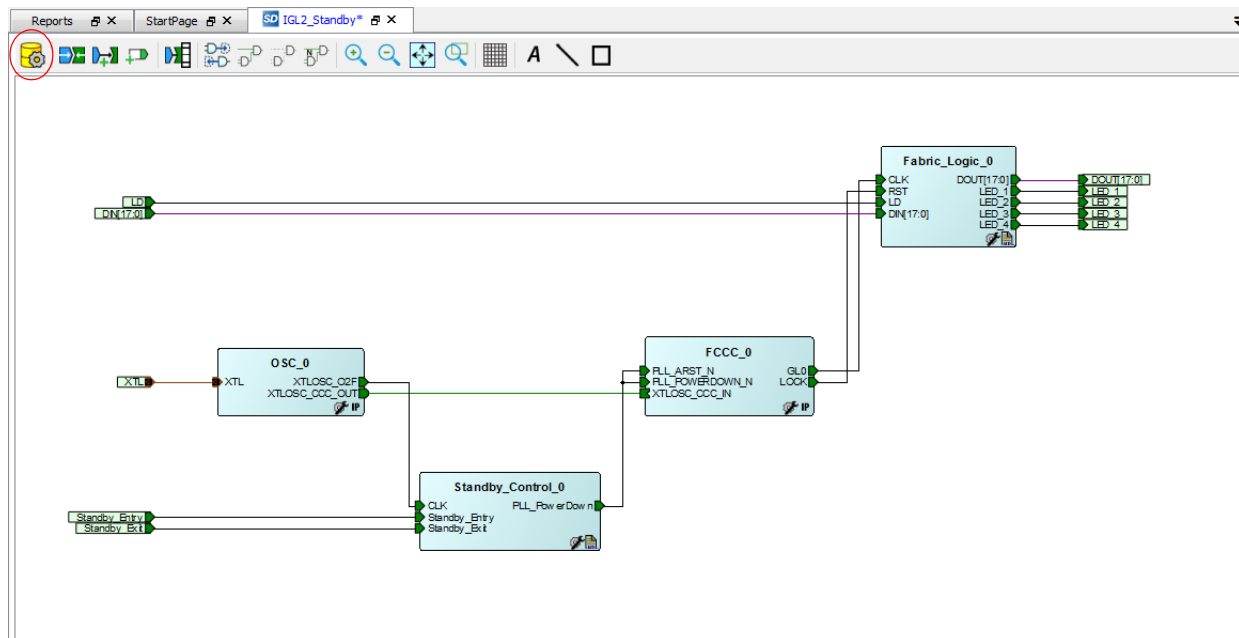 Reports StartPage SD IGL2_Standby*
A
Fabric_Logic_0
CLK DOUT[17:0] DOUT[17:0]
RST LED_1 LED_1
LD LD LED_2 LED_2
DIN[17:0] DIN[17:0] LED_3 LED_3
LED_4 LED_4
OSC_0
XTL XTL XTLOSC_O2F
XTLOSC_CCC_OUT
IP
FCCC_0
PLL_ARST_N GL0
PLL_POWERDOWN_N LOCK
XTLOSC_CCC_IN
IP
Standby_Control_0
CLK PLL_PowerDown
Standby_Entry Standby_Entry
Standby_Exit Standby_Exit